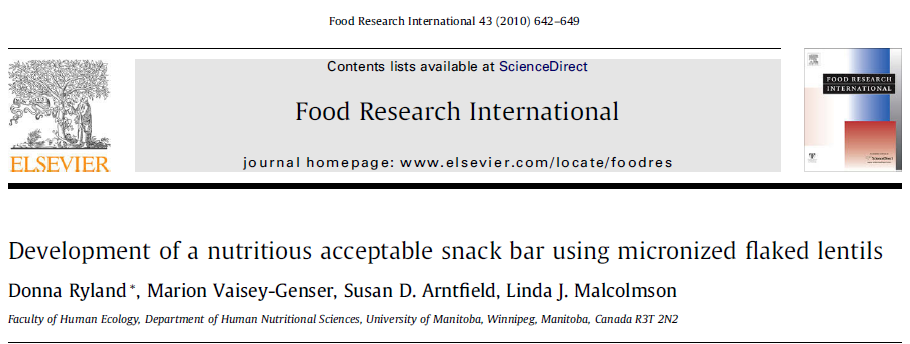 Food Research International 43 (2010) 642–649
Contents lists available at ScienceDirect
Food Research International
journal homepage: www.elsevier.com/locate/foodres
ELSEVIER
FOOD RESEARCH
INTERNATIONAL
ScienceDirect
Development of a nutritious acceptable snack bar using micronized flaked lentils
Donna Ryland *, Marion Vaisey-Genser, Susan D. Arntfield, Linda J. Malcolmson
Faculty of Human Ecology, Department of Human Nutritional Sciences, University of Manitoba, Winnipeg, Manitoba, Canada R3T 2N2